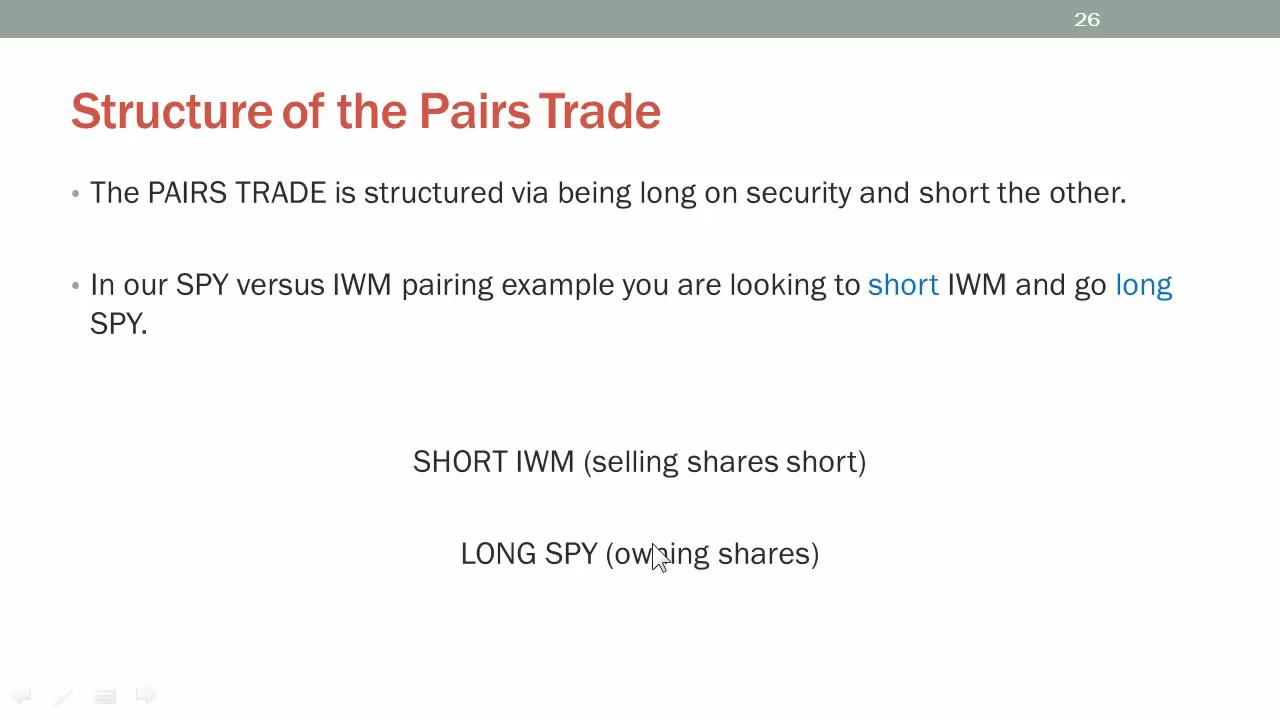 26
Structure of the Pairs Trade
• The PAIRS TRADE is structured via being long on security and short the other.
• In our SPY versus IWM pairing example you are looking to short IWM and go long
SPY.
SHORT IWM (selling shares short)
LONG SPY (owning shares)